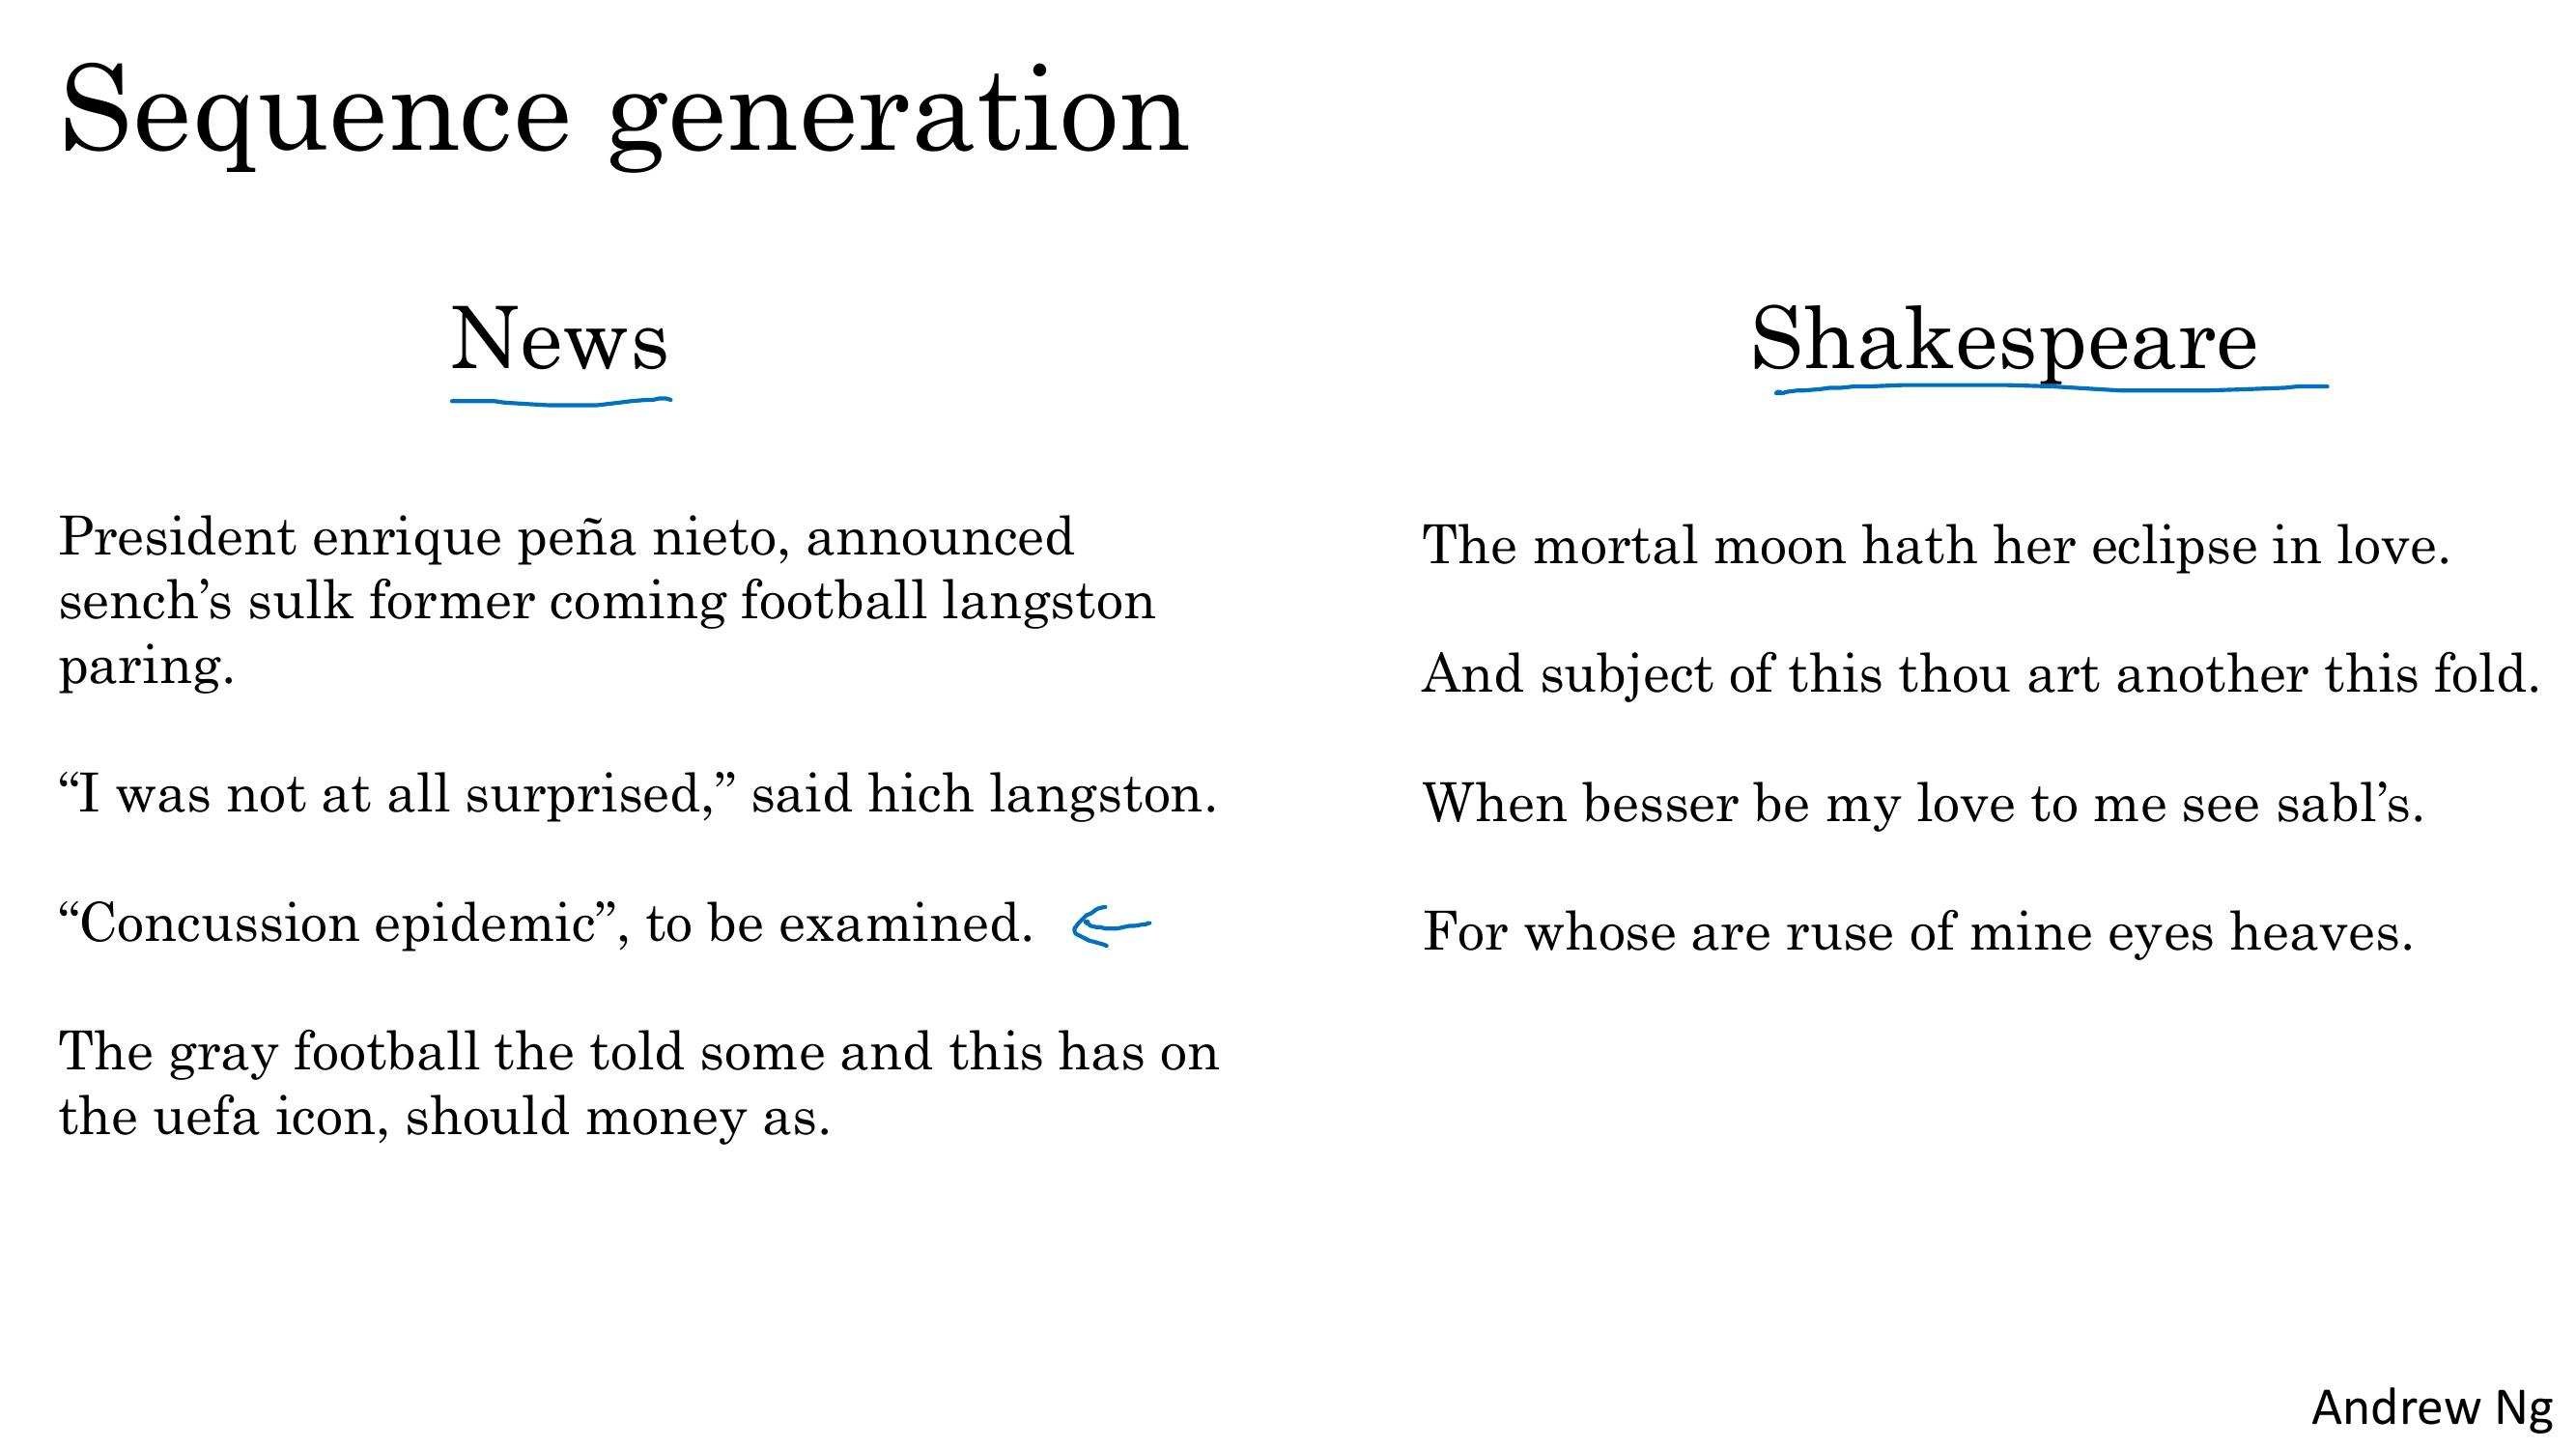 Sequence generation
News
President enrique peña nieto, announced
sench’s sulk former coming football langston
paring.
“I was not at all surprised,” said hich langston.
“Concussion epidemic”, to be examined.
The gray football the told some and this has on
the uefa icon, should money as.
Shakespeare
The mortal moon hath her eclipse in love.
And subject of this thou art another this fold.
When besser be my love to me see sabl’s.
For whose are ruse of mine eyes heaves.
Andrew Ng